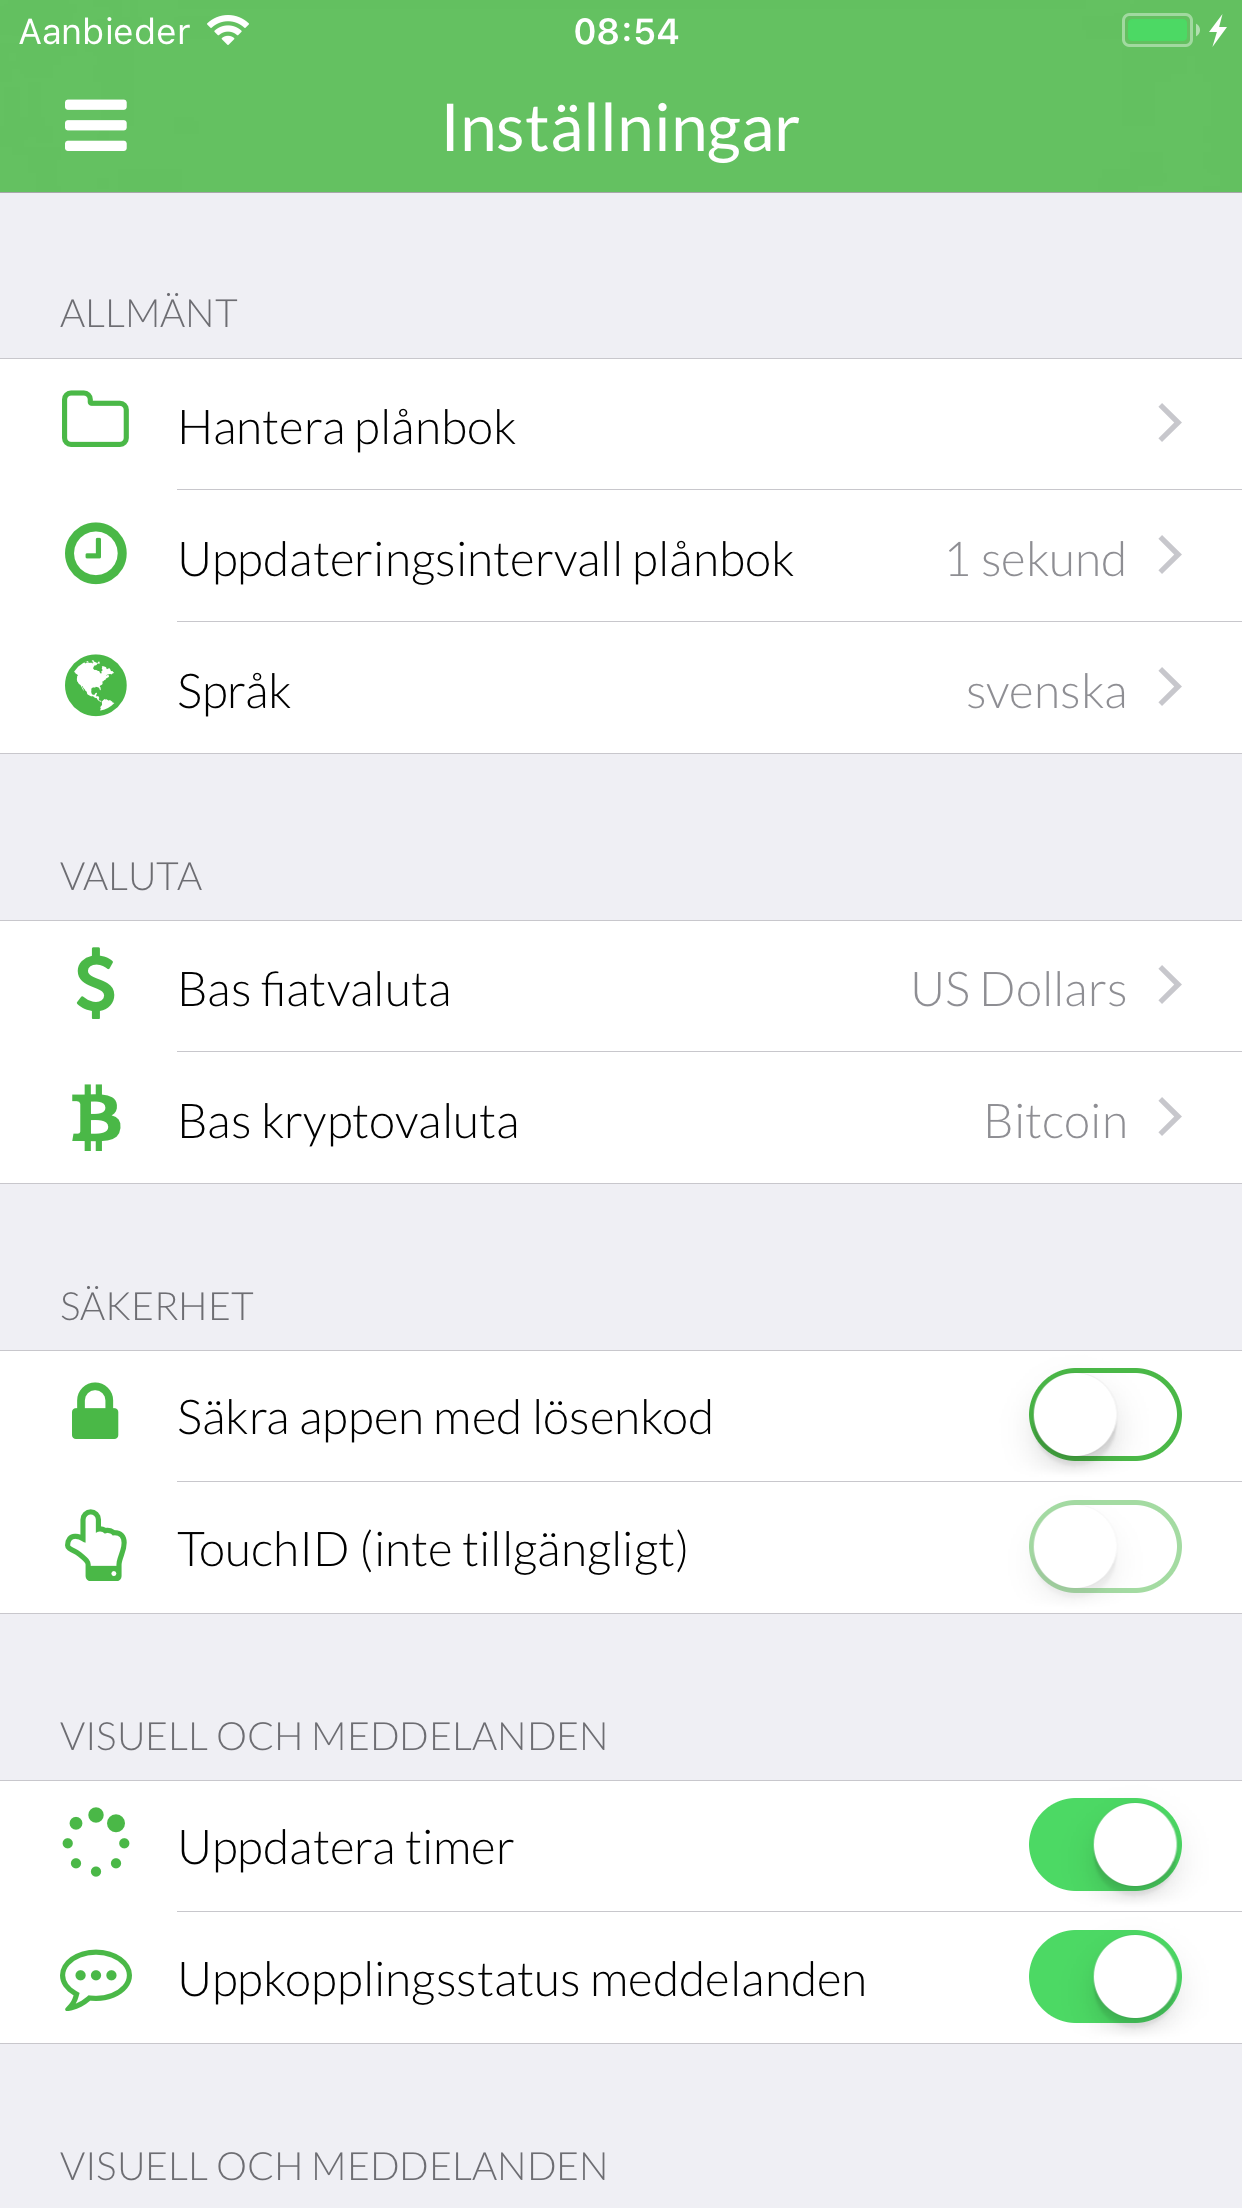 Aanbieder 08:54
Inställningar
ALLMÄNT
Hantera plånbok
Uppdateringsintervall plånbok 1 sekund
Språk svenska
VALUTA
Bas fiatvaluta US Dollars
Bas kryptovaluta Bitcoin
SÄKERHET
Säkra appen med lösenkod
TouchID (inte tillgängligt)
VISUELL OCH MEDDELANDEN
Uppdatera timer
Uppkopplingsstatus meddelanden
VISUELL OCH MEDDELANDEN